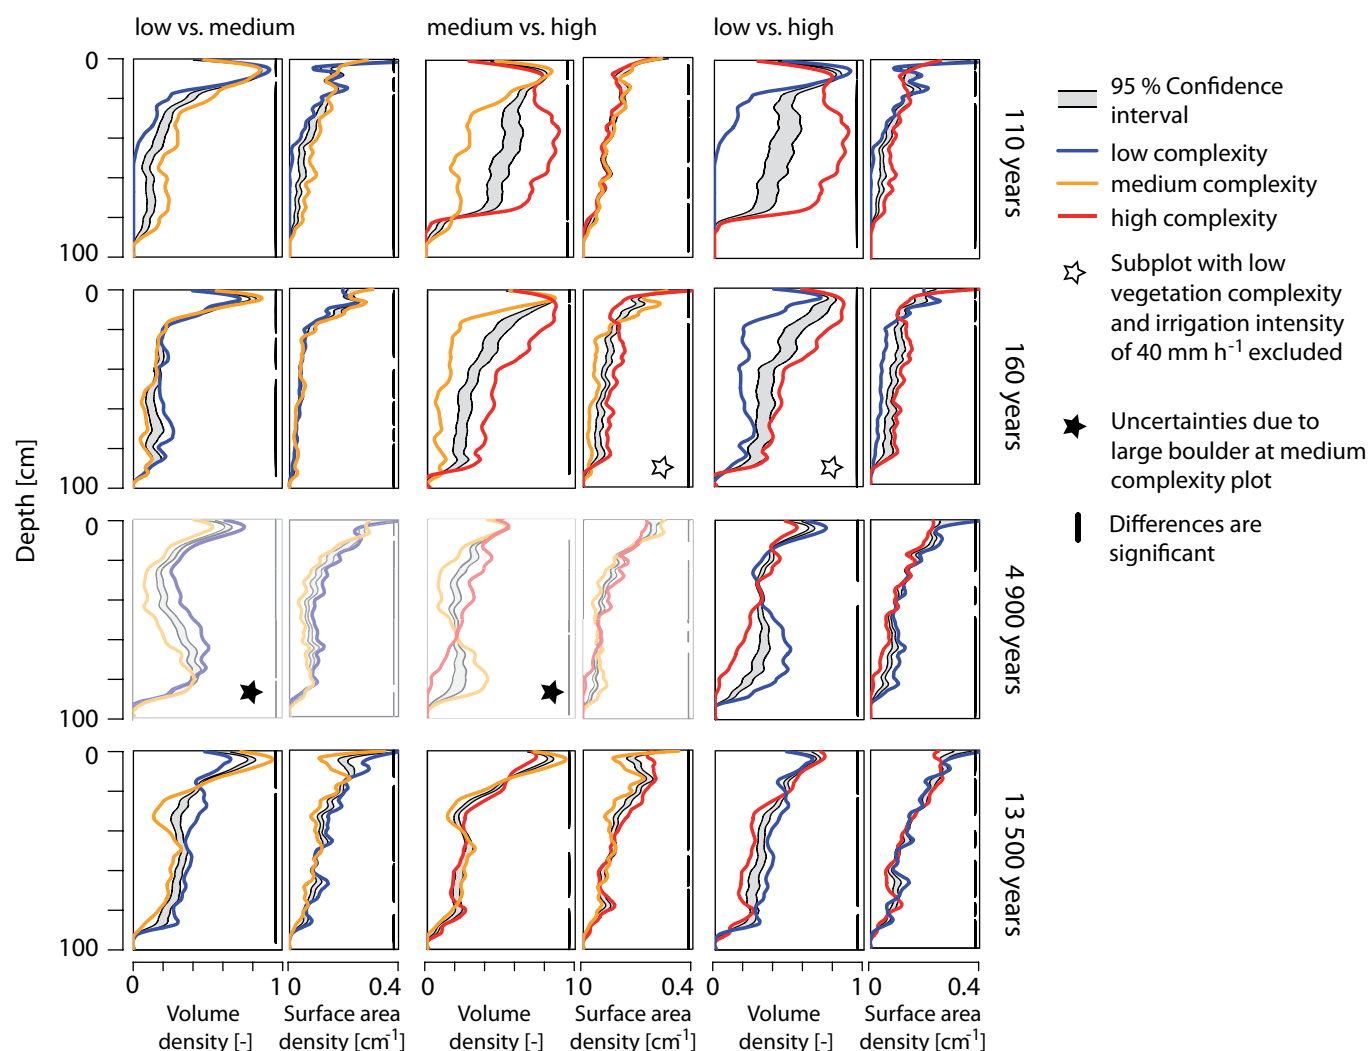 low vs. medium
medium vs. high
low vs. high
0
100
110 years
0
100
160 years
0
100
4 900 years
0
100
13 500 years
Depth [cm]
0
1
0
0.4
0
1
0
0.4
0
1
0
0.4
Volume
density [-]
Surface area
density [cm-1]
Volume
density [-]
Surface area
density [cm-1]
Volume
density [-]
Surface area
density [cm-1]
95 % Confidence
interval
low complexity
medium complexity
high complexity
Subplot with low
vegetation complexity
and irrigation intensity
of 40 mm h-1 excluded
Uncertainties due to
large boulder at medium
complexity plot
Differences are
significant